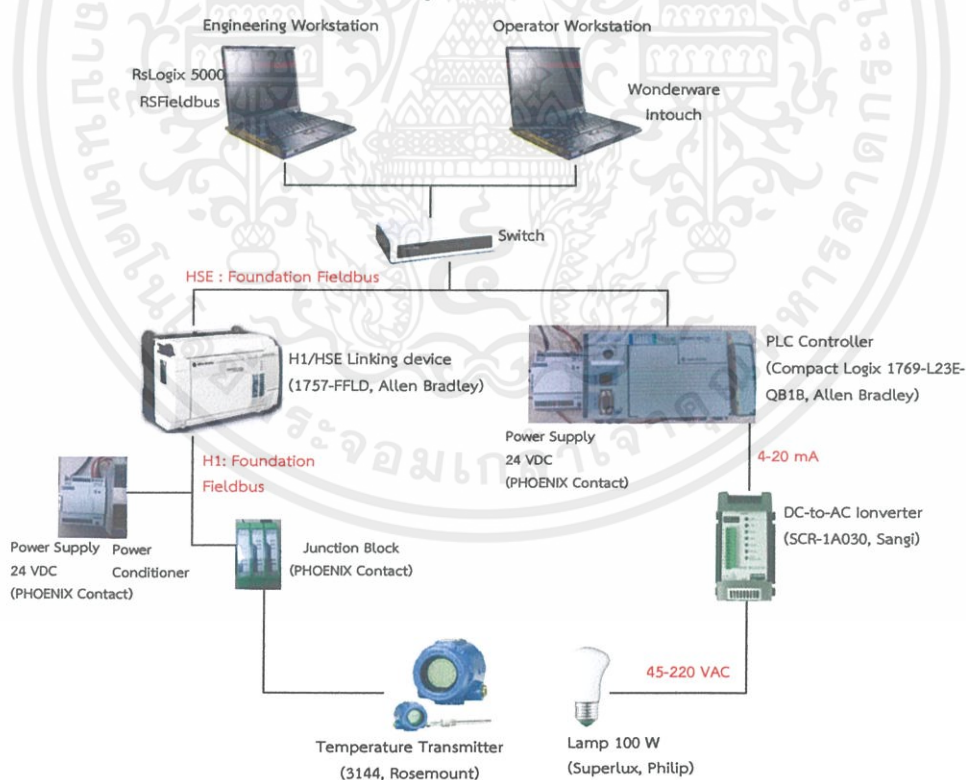 Engineering Workstation
Operator Workstation
RsLogix 5000
RSFieldbus
Wonderware
Intouch
Switch
HSE : Foundation Fieldbus
H1/HSE Linking device
(1757-FFLD, Allen Bradley)
PLC Controller
(Compact Logix 1769-L23E-
QB1B, Allen Bradley)
Power Supply
24 VDC
(PHOENIX Contact)
4-20 mA
H1: Foundation
Fieldbus
DC-to-AC Ionverter
(SCR-1A030, Sangi)
Power Supply
24 VDC
(PHOENIX Contact)
Power
Conditioner
Junction Block
(PHOENIX Contact)
45-220 VAC
Temperature Transmitter
(3144, Rosemount)
Lamp 100 W
(Superlux, Philip)